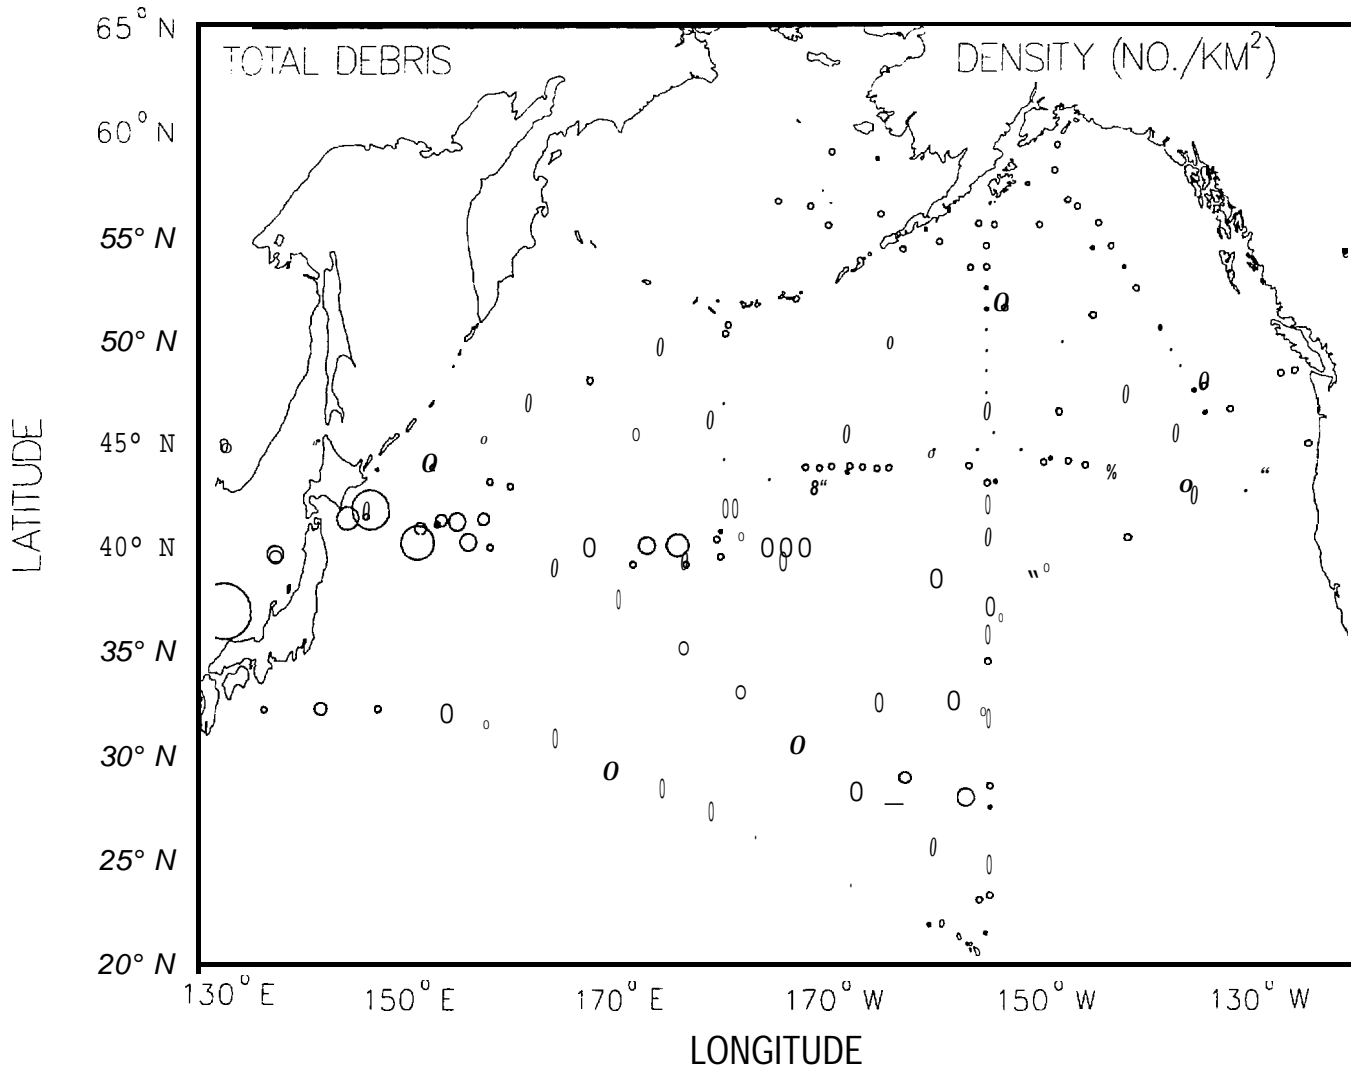 TOTAL DEBRIS
DENSITY (NO./KM²)
65° N
60° N
55° N
50° N
45° N
40° N
35° N
30° N
25° N
20° N
LATITUDE
130° E
150° E
170° E
170° W
150° W
130° W
LONGITUDE